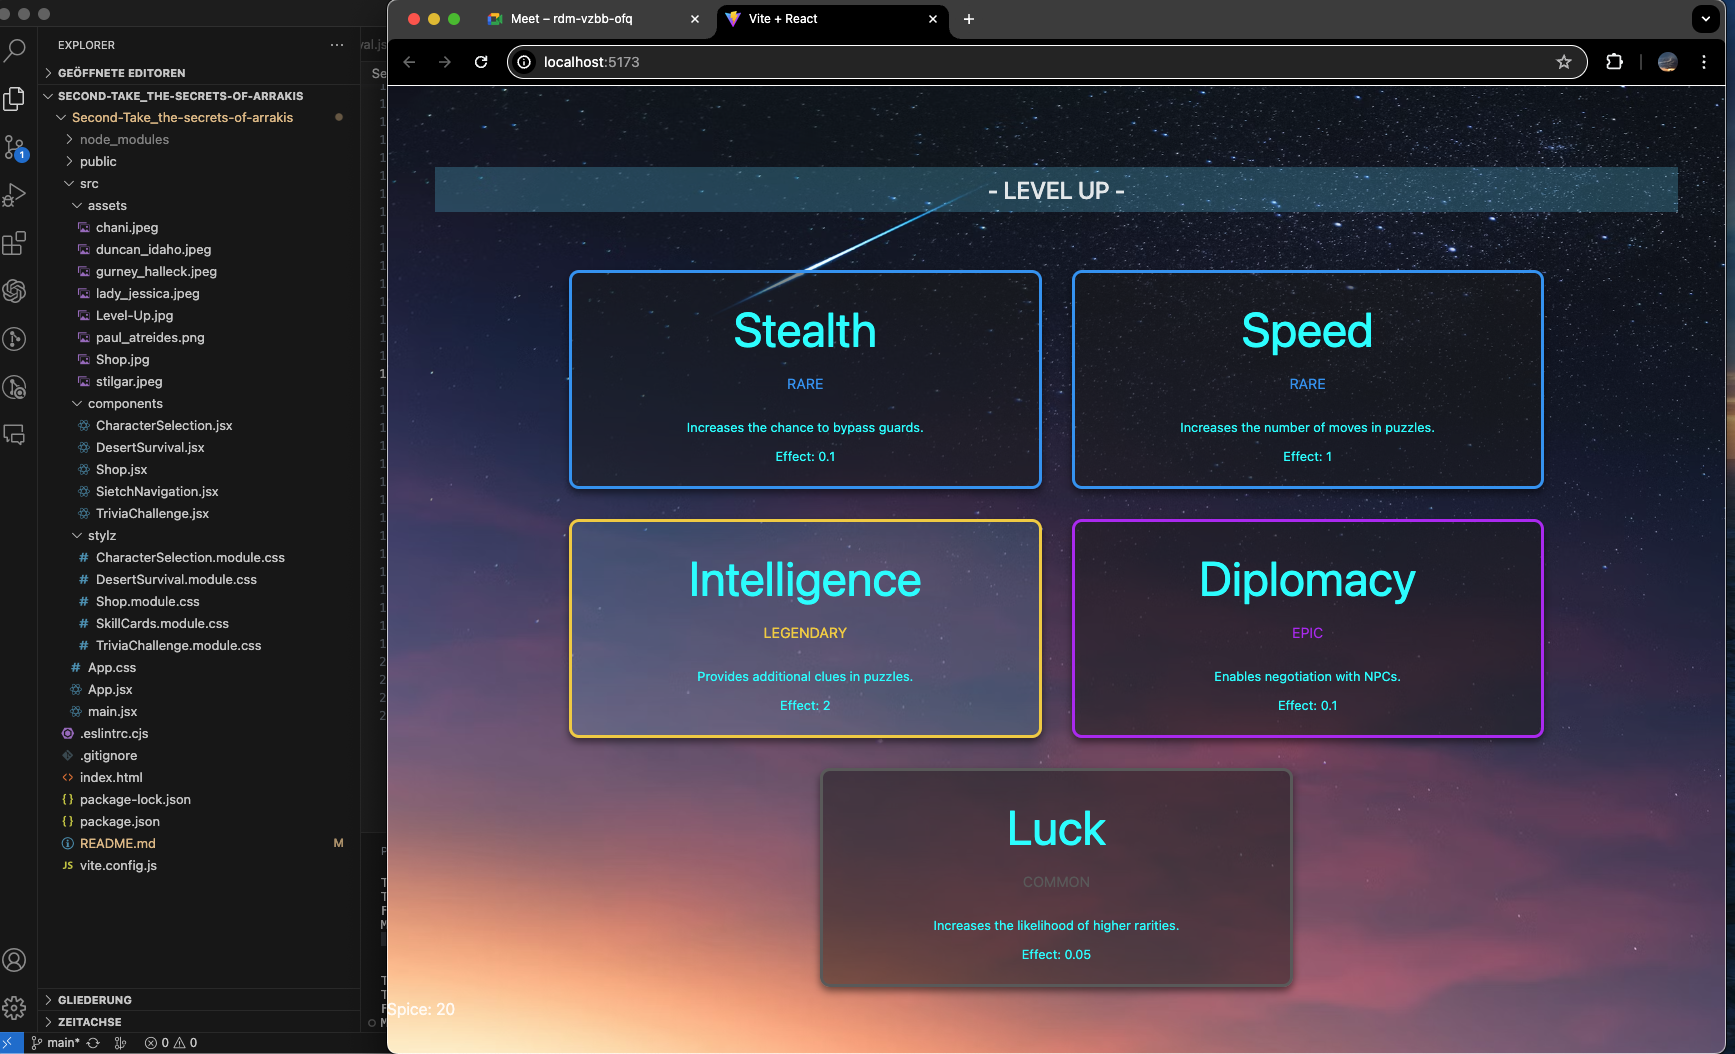 EXPLORER
GEÖFFNETE EDITOREN
SECOND-TAKE_THE-SECRETS-OF-ARRAKIS
Second-Take_the-secrets-of-arrakis
node_modules
public
src
assets
chani.jpeg
duncan_idaho.jpeg
gurney_halleck.jpeg
lady_jessica.jpeg
Level-Up.jpg
paul_atreides.png
Shop.jpg
stilgar.jpeg
components
CharacterSelection.jsx
DesertSurvival.jsx
Shop.jsx
SietchNavigation.jsx
TriviaChallenge.jsx
stylz
# CharacterSelection.module.css
# DesertSurvival.module.css
# Shop.module.css
# SkillCards.module.css
# TriviaChallenge.module.css
# App.css
App.jsx
main.jsx
.eslintrc.cjs
.gitignore
<> index.html
{} package-lock.json
{} package.json
README.md M
JS vite.config.js
GLIEDERUNG
ZEITACHSE
1
main* 0 0
Meet – rdm-vzbb-ofq
Vite + React
localhost:5173
- LEVEL UP -
Stealth
RARE
Increases the chance to bypass guards.
Effect: 0.1
Speed
RARE
Increases the number of moves in puzzles.
Effect: 1
Intelligence
LEGENDARY
Provides additional clues in puzzles.
Effect: 2
Diplomacy
EPIC
Enables negotiation with NPCs.
Effect: 0.1
Luck
COMMON
Increases the likelihood of higher rarities.
Effect: 0.05
Spice: 20